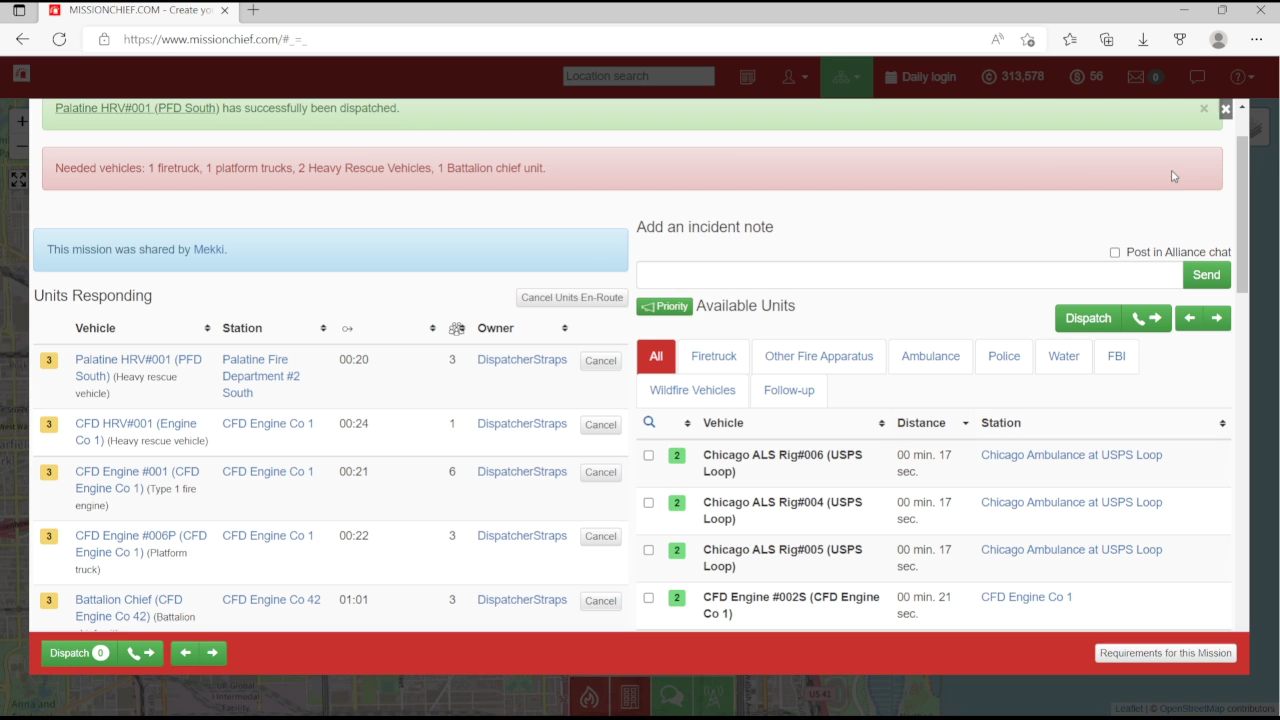 MISSIONCHIEF.COM - Create yo
https://www.missionchief.com/#_=_
Location search
Daily login
313,578
56
0
Palatine HRV#001 (PFD South) has successfully been dispatched.
Needed vehicles: 1 firetruck, 1 platform trucks, 2 Heavy Rescue Vehicles, 1 Battalion chief unit.
This mission was shared by Mekki.
Add an incident note
Post in Alliance chat
Send
Units Responding
Cancel Units En-Route
Vehicle Station Owner
3 Palatine HRV#001 (PFD South) (Heavy rescue vehicle) Palatine Fire Department #2 South 00:20 3 DispatcherStraps Cancel
3 CFD HRV#001 (Engine Co 1) (Heavy rescue vehicle) CFD Engine Co 1 00:24 1 DispatcherStraps Cancel
3 CFD Engine #001 (CFD Engine Co 1) (Type 1 fire engine) CFD Engine Co 1 00:21 6 DispatcherStraps Cancel
3 CFD Engine #006P (CFD Engine Co 1) (Platform truck) CFD Engine Co 1 00:22 3 DispatcherStraps Cancel
3 Battalion Chief (CFD Engine Co 42) (Battalion CFD Engine Co 42 01:01 3 DispatcherStraps Cancel
Priority Available Units
Dispatch
All Firetruck Other Fire Apparatus Ambulance Police Water FBI
Wildfire Vehicles Follow-up
Vehicle Distance Station
2 Chicago ALS Rig#006 (USPS Loop) 00 min. 17 sec. Chicago Ambulance at USPS Loop
2 Chicago ALS Rig#004 (USPS Loop) 00 min. 17 sec. Chicago Ambulance at USPS Loop
2 Chicago ALS Rig#005 (USPS Loop) 00 min. 17 sec. Chicago Ambulance at USPS Loop
2 CFD Engine #002S (CFD Engine Co 1) 00 min. 21 sec. CFD Engine Co 1
Dispatch 0
Requirements for this Mission
US 41
Leaflet | © OpenStreetMap contributors